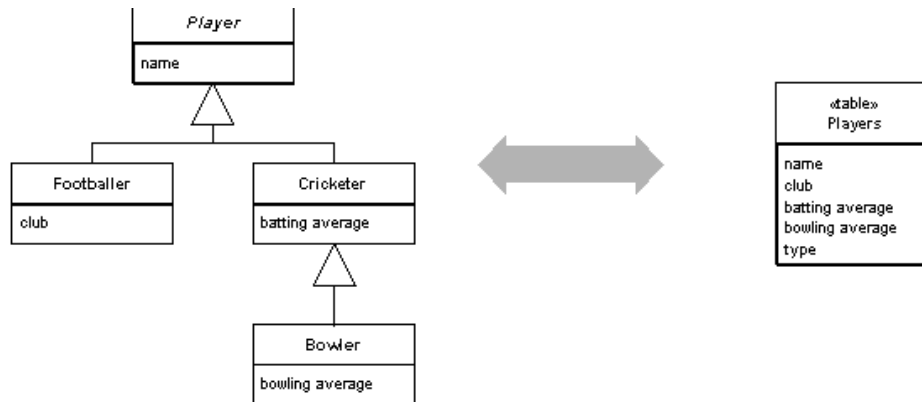 Player
name
Footballer
club
Cricketer
batting average
Bowler
bowling average
«table»
Players
name
club
batting average
bowling average
type